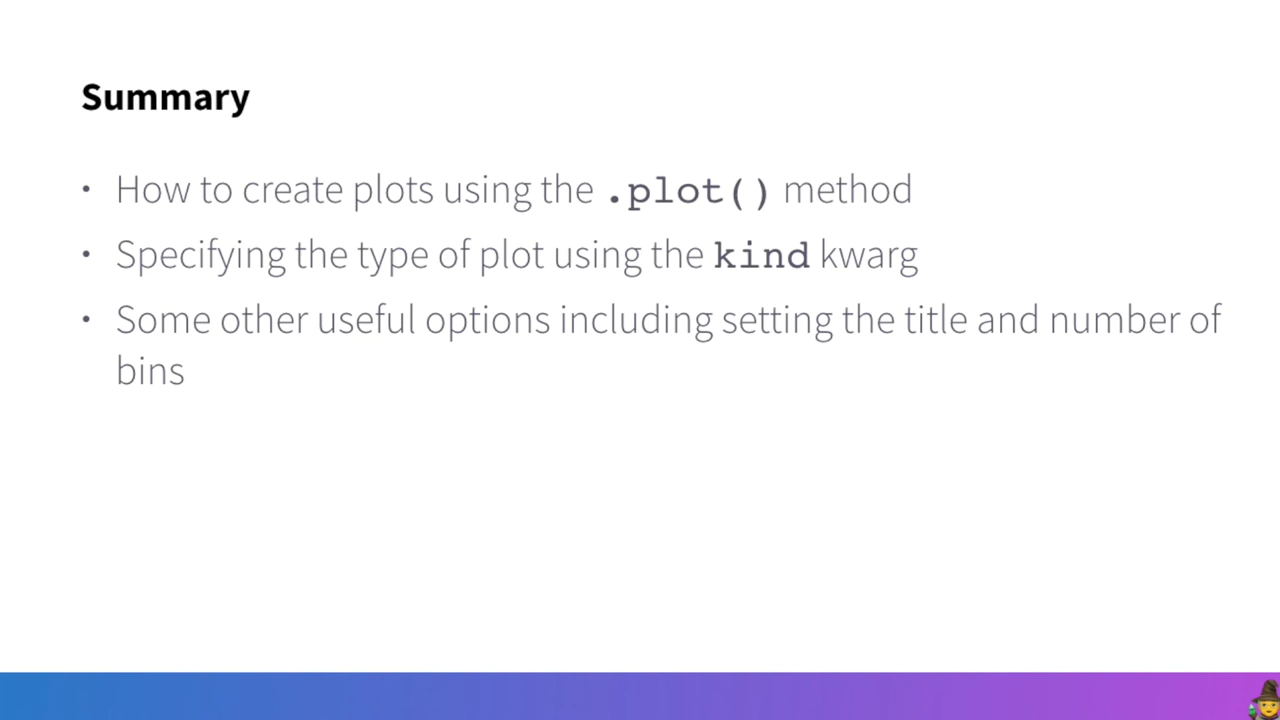 Summary
• How to create plots using the .plot() method
• Specifying the type of plot using the kind kwarg
• Some other useful options including setting the title and number of
bins